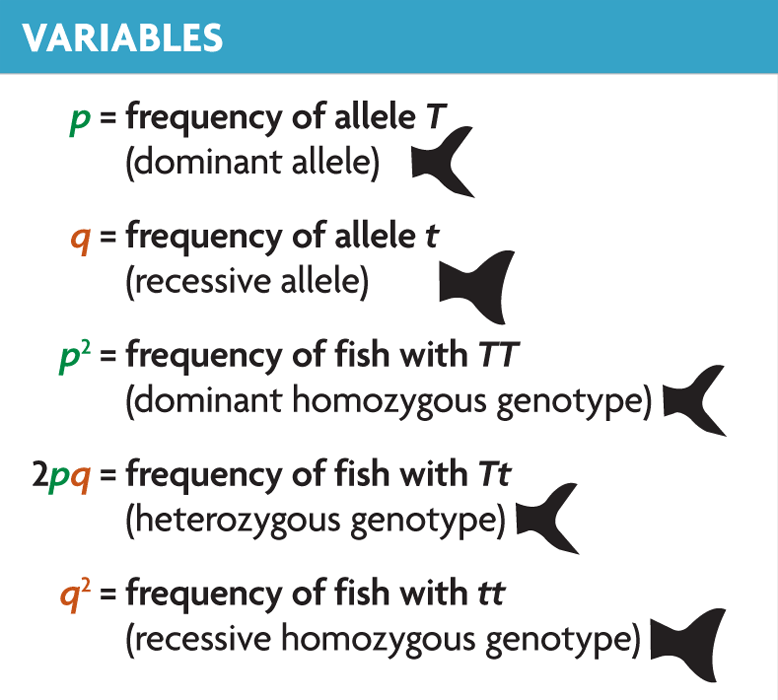 VARIABLES
p = frequency of allele T
(dominant allele)
q = frequency of allele t
(recessive allele)
p² = frequency of fish with TT
(dominant homozygous genotype)
2pq = frequency of fish with Tt
(heterozygous genotype)
q² = frequency of fish with tt
(recessive homozygous genotype)